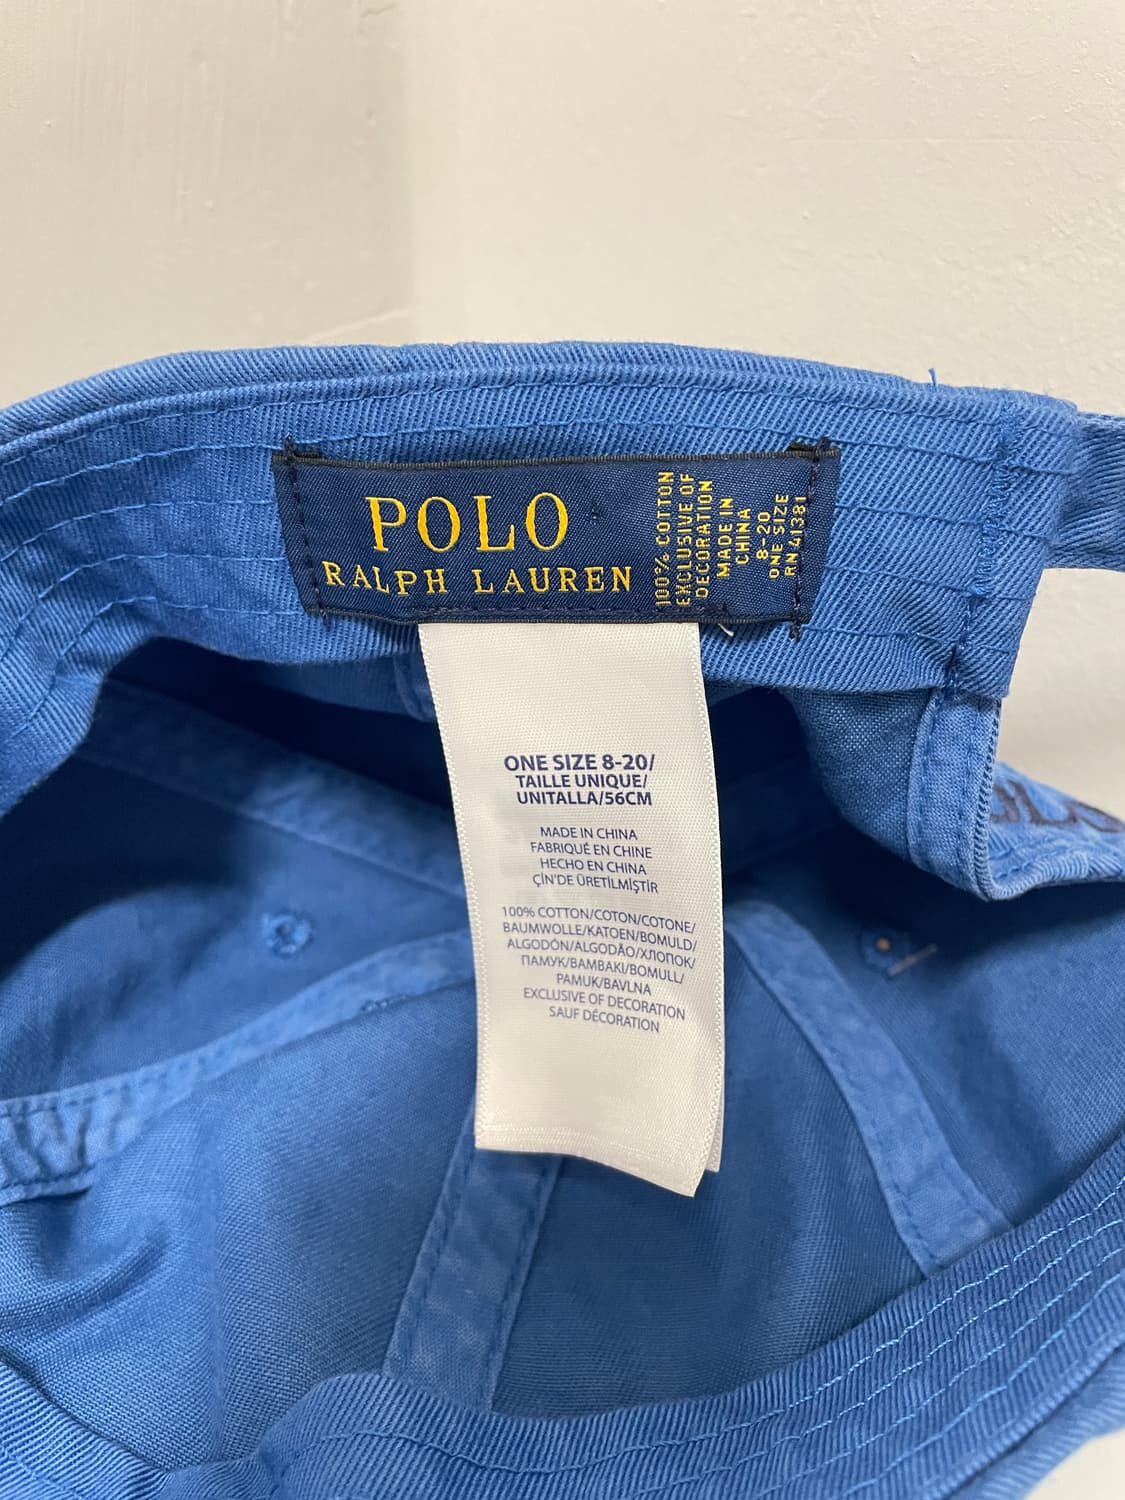 POLO
RALPH LAUREN
100% COTTON
EXCLUSIVE OF
DECORATION
MADE IN
CHINA
8-20
ONE SIZE
RN 41381
ONE SIZE 8-20/
TAILLE UNIQUE/
UNITALLA/56CM
MADE IN CHINA
FABRIQUÉ EN CHINE
HECHO EN CHINA
ÇİN'DE ÜRETİLMİŞTİR
100% COTTON/COTON/COTONE/
BAUMWOLLE/KATOEN/BOMULD/
ALGODÓN/ALGODÃO/ХЛОПОК/
ПАМУК/BAMBAKI/BOMULL/
PAMUK/BAVLNA
EXCLUSIVE OF DECORATION
SAUF DÉCORATION